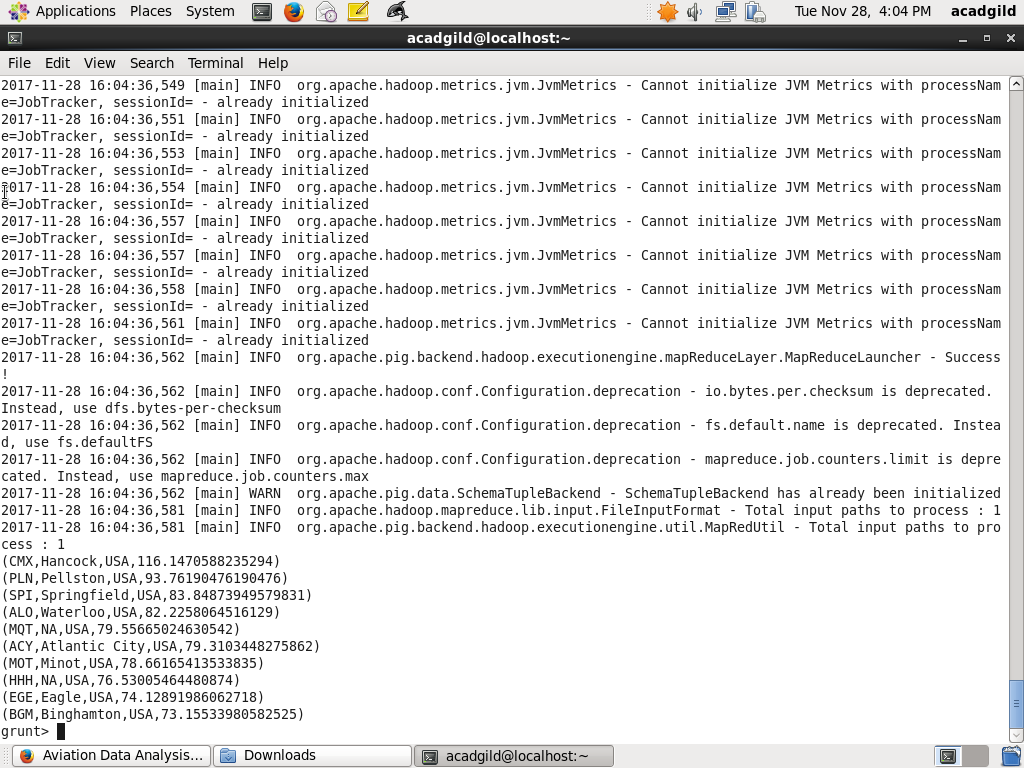 Applications Places System Tue Nov 28, 4:04 PM acadgild
acadgild@localhost:~
File Edit View Search Terminal Help
2017-11-28 16:04:36,549 [main] INFO  org.apache.hadoop.metrics.jvm.JvmMetrics - Cannot initialize JVM Metrics with processNam
e=JobTracker, sessionId= - already initialized
2017-11-28 16:04:36,551 [main] INFO  org.apache.hadoop.metrics.jvm.JvmMetrics - Cannot initialize JVM Metrics with processNam
e=JobTracker, sessionId= - already initialized
2017-11-28 16:04:36,553 [main] INFO  org.apache.hadoop.metrics.jvm.JvmMetrics - Cannot initialize JVM Metrics with processNam
e=JobTracker, sessionId= - already initialized
2017-11-28 16:04:36,554 [main] INFO  org.apache.hadoop.metrics.jvm.JvmMetrics - Cannot initialize JVM Metrics with processNam
e=JobTracker, sessionId= - already initialized
2017-11-28 16:04:36,557 [main] INFO  org.apache.hadoop.metrics.jvm.JvmMetrics - Cannot initialize JVM Metrics with processNam
e=JobTracker, sessionId= - already initialized
2017-11-28 16:04:36,557 [main] INFO  org.apache.hadoop.metrics.jvm.JvmMetrics - Cannot initialize JVM Metrics with processNam
e=JobTracker, sessionId= - already initialized
2017-11-28 16:04:36,558 [main] INFO  org.apache.hadoop.metrics.jvm.JvmMetrics - Cannot initialize JVM Metrics with processNam
e=JobTracker, sessionId= - already initialized
2017-11-28 16:04:36,561 [main] INFO  org.apache.hadoop.metrics.jvm.JvmMetrics - Cannot initialize JVM Metrics with processNam
e=JobTracker, sessionId= - already initialized
2017-11-28 16:04:36,562 [main] INFO  org.apache.pig.backend.hadoop.executionengine.mapReduceLayer.MapReduceLauncher - Success
!
2017-11-28 16:04:36,562 [main] INFO  org.apache.hadoop.conf.Configuration.deprecation - io.bytes.per.checksum is deprecated.
Instead, use dfs.bytes-per-checksum
2017-11-28 16:04:36,562 [main] INFO  org.apache.hadoop.conf.Configuration.deprecation - fs.default.name is deprecated. Instea
d, use fs.defaultFS
2017-11-28 16:04:36,562 [main] INFO  org.apache.hadoop.conf.Configuration.deprecation - mapreduce.job.counters.limit is depre
cated. Instead, use mapreduce.job.counters.max
2017-11-28 16:04:36,562 [main] WARN  org.apache.pig.data.SchemaTupleBackend - SchemaTupleBackend has already been initialized
2017-11-28 16:04:36,581 [main] INFO  org.apache.hadoop.mapreduce.lib.input.FileInputFormat - Total input paths to process : 1
2017-11-28 16:04:36,581 [main] INFO  org.apache.pig.backend.hadoop.executionengine.util.MapRedUtil - Total input paths to pro
cess : 1
(CMX,Hancock,USA,116.1470588235294)
(PLN,Pellston,USA,93.76190476190476)
(SPI,Springfield,USA,83.84873949579831)
(ALO,Waterloo,USA,82.2258064516129)
(MQT,NA,USA,79.55665024630542)
(ACY,Atlantic City,USA,79.3103448275862)
(MOT,Minot,USA,78.66165413533835)
(HHH,NA,USA,76.53005464480874)
(EGE,Eagle,USA,74.12891986062718)
(BGM,Binghamton,USA,73.15533980582525)
grunt>
Aviation Data Analysis... Downloads acadgild@localhost:~